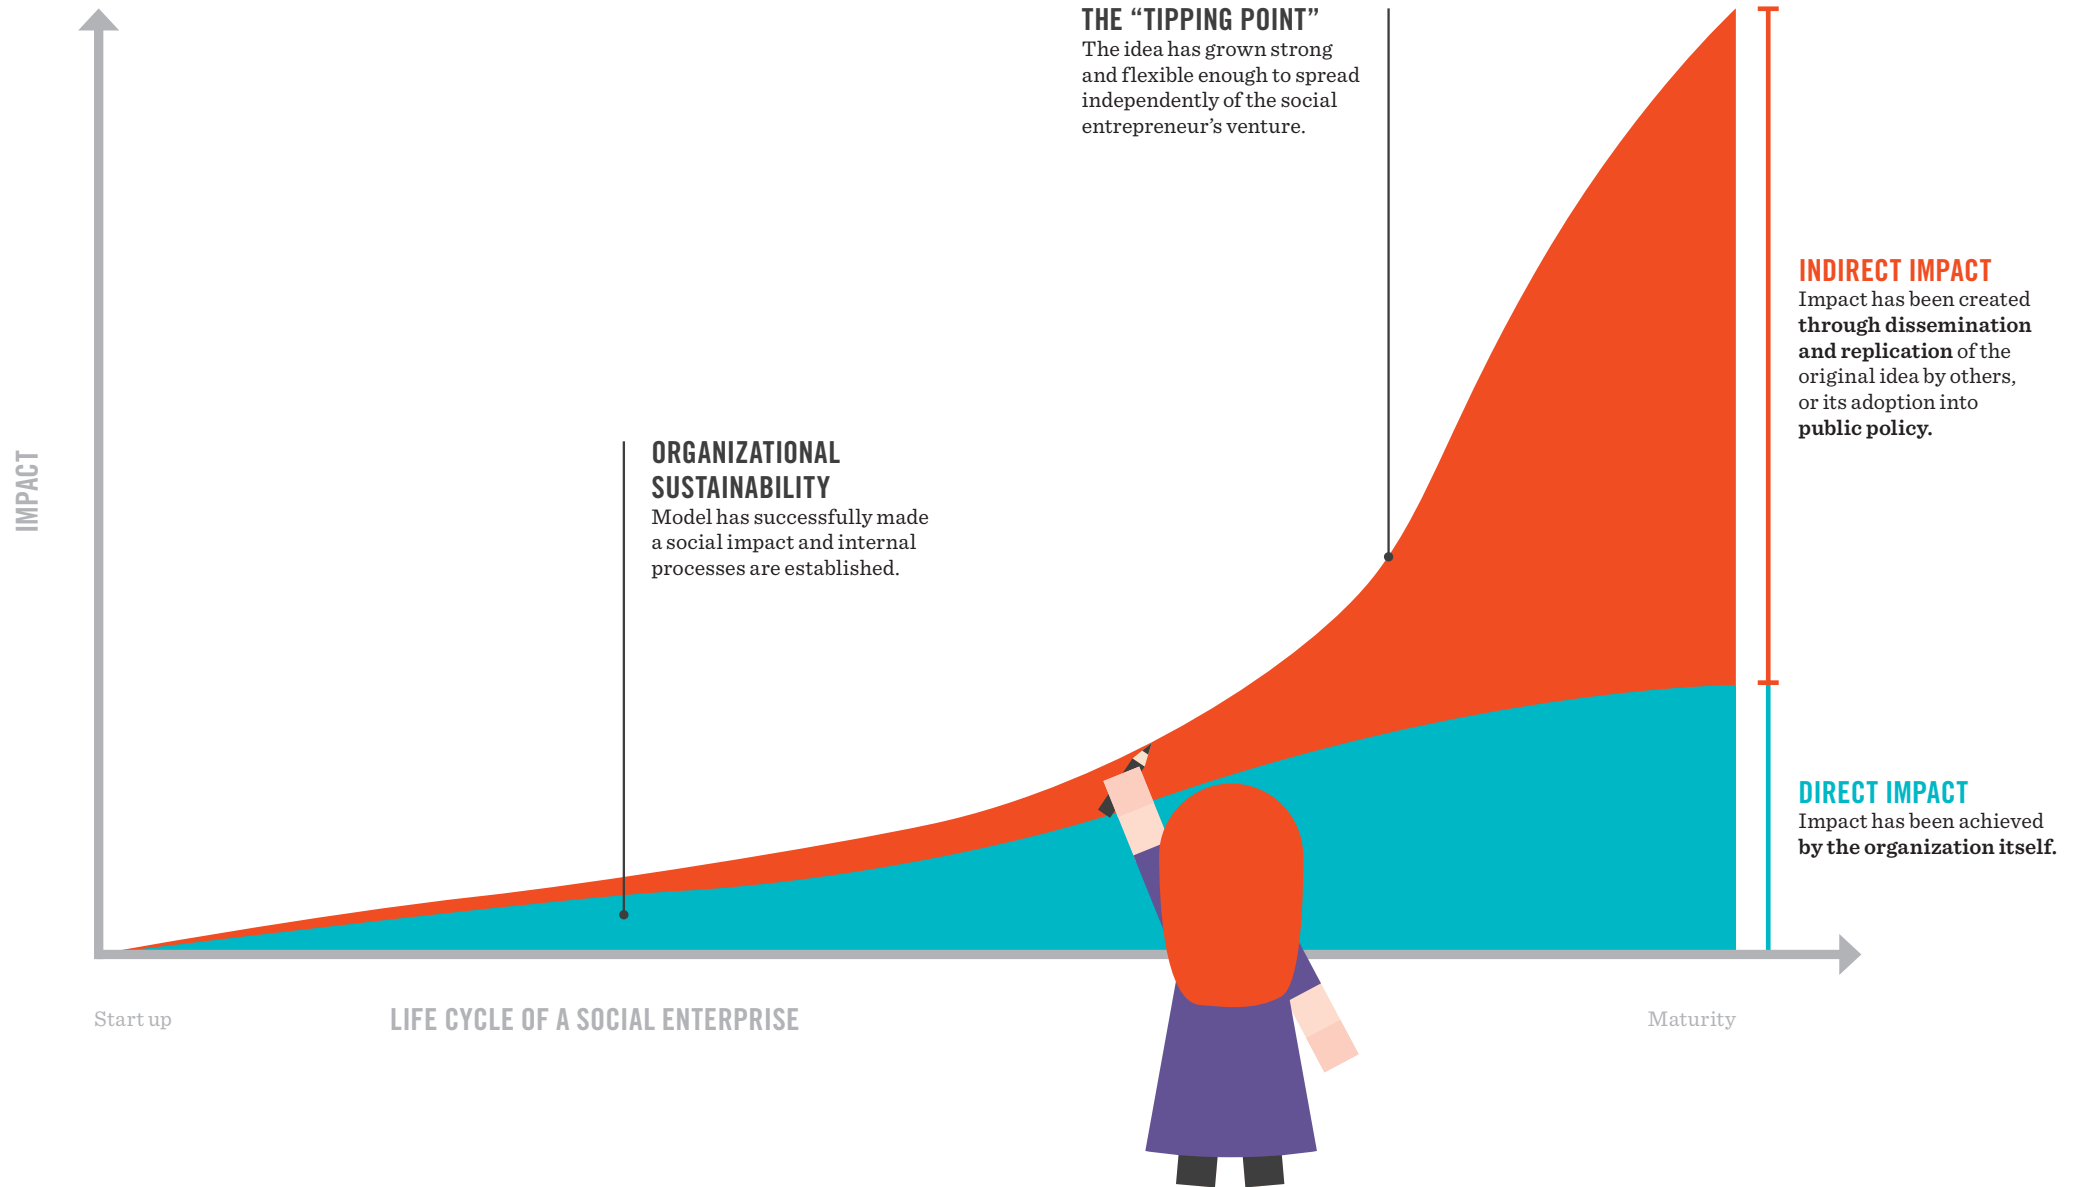 THE “TIPPING POINT”
The idea has grown strong
and flexible enough to spread
independently of the social
entrepreneur’s venture.
INDIRECT IMPACT
Impact has been created
through dissemination
and replication of the
original idea by others,
or its adoption into
public policy.
ORGANIZATIONAL
SUSTAINABILITY
Model has successfully made
a social impact and internal
processes are established.
IMPACT
DIRECT IMPACT
Impact has been achieved
by the organization itself.
Start up
LIFE CYCLE OF A SOCIAL ENTERPRISE
Maturity